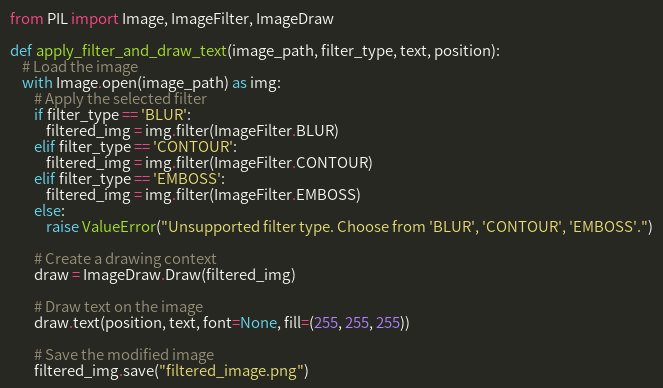 from PIL import Image, ImageFilter, ImageDraw

def apply_filter_and_draw_text(image_path, filter_type, text, position):
    # Load the image
    with Image.open(image_path) as img:
        # Apply the selected filter
        if filter_type == 'BLUR':
            filtered_img = img.filter(ImageFilter.BLUR)
        elif filter_type == 'CONTOUR':
            filtered_img = img.filter(ImageFilter.CONTOUR)
        elif filter_type == 'EMBOSS':
            filtered_img = img.filter(ImageFilter.EMBOSS)
        else:
            raise ValueError("Unsupported filter type. Choose from 'BLUR', 'CONTOUR', 'EMBOSS'.")

        # Create a drawing context
        draw = ImageDraw.Draw(filtered_img)

        # Draw text on the image
        draw.text(position, text, font=None, fill=(255, 255, 255))

        # Save the modified image
        filtered_img.save("filtered_image.png")